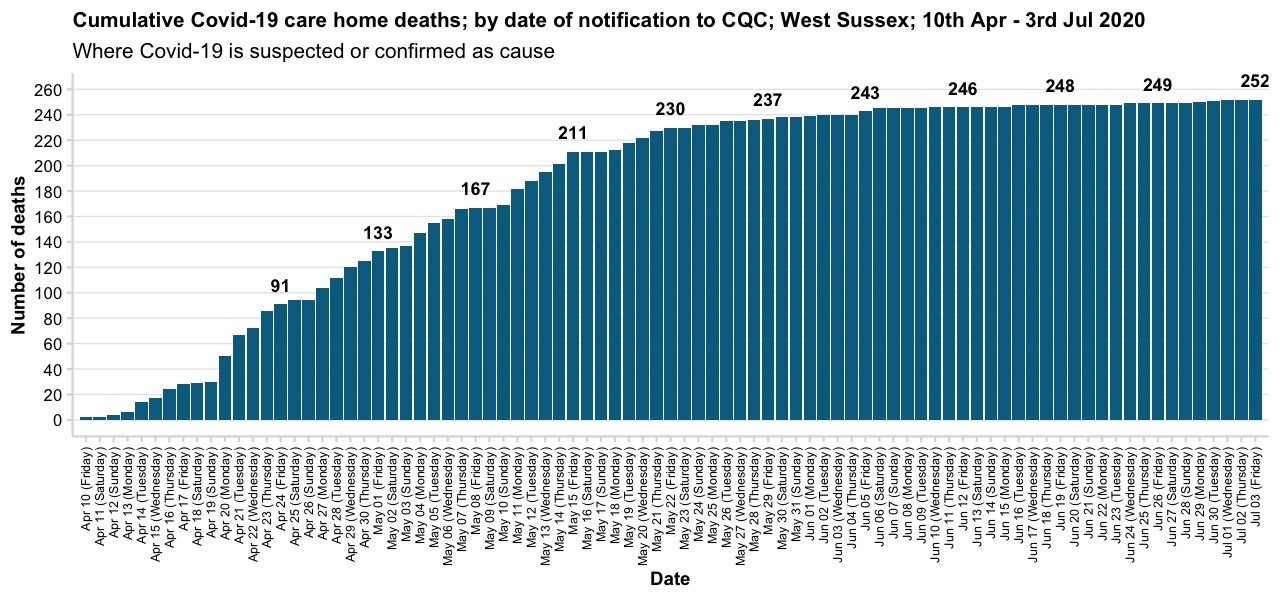 Cumulative Covid-19 care home deaths; by date of notification to CQC; West Sussex; 10th Apr - 3rd Jul 2020
Where Covid-19 is suspected or confirmed as cause
Number of deaths
260
240
220
200
180
160
140
120
100
80
60
40
20
0
91
133
167
211
230
237
243
246
248
249
252
Apr 10 (Friday)
Apr 11 (Saturday)
Apr 12 (Sunday)
Apr 13 (Monday)
Apr 14 (Tuesday)
Apr 15 (Wednesday)
Apr 16 (Thursday)
Apr 17 (Friday)
Apr 18 (Saturday)
Apr 19 (Sunday)
Apr 20 (Monday)
Apr 21 (Tuesday)
Apr 22 (Wednesday)
Apr 23 (Thursday)
Apr 24 (Friday)
Apr 25 (Saturday)
Apr 26 (Sunday)
Apr 27 (Monday)
Apr 28 (Tuesday)
Apr 29 (Wednesday)
Apr 30 (Thursday)
May 01 (Friday)
May 02 (Saturday)
May 03 (Sunday)
May 04 (Monday)
May 05 (Tuesday)
May 06 (Wednesday)
May 07 (Thursday)
May 08 (Friday)
May 09 (Saturday)
May 10 (Sunday)
May 11 (Monday)
May 12 (Tuesday)
May 13 (Wednesday)
May 14 (Thursday)
May 15 (Friday)
May 16 (Saturday)
May 17 (Sunday)
May 18 (Monday)
May 19 (Tuesday)
May 20 (Wednesday)
May 21 (Thursday)
May 22 (Friday)
May 23 (Saturday)
May 24 (Sunday)
May 25 (Monday)
May 26 (Tuesday)
May 27 (Wednesday)
May 28 (Thursday)
May 29 (Friday)
May 30 (Saturday)
May 31 (Sunday)
Jun 01 (Monday)
Jun 02 (Tuesday)
Jun 03 (Wednesday)
Jun 04 (Thursday)
Jun 05 (Friday)
Jun 06 (Saturday)
Jun 07 (Sunday)
Jun 08 (Monday)
Jun 09 (Tuesday)
Jun 10 (Wednesday)
Jun 11 (Thursday)
Jun 12 (Friday)
Jun 13 (Saturday)
Jun 14 (Sunday)
Jun 15 (Monday)
Jun 16 (Tuesday)
Jun 17 (Wednesday)
Jun 18 (Thursday)
Jun 19 (Friday)
Jun 20 (Saturday)
Jun 21 (Sunday)
Jun 22 (Monday)
Jun 23 (Tuesday)
Jun 24 (Wednesday)
Jun 25 (Thursday)
Jun 26 (Friday)
Jun 27 (Saturday)
Jun 28 (Sunday)
Jun 29 (Monday)
Jun 30 (Tuesday)
Jul 01 (Wednesday)
Jul 02 (Thursday)
Jul 03 (Friday)
Date